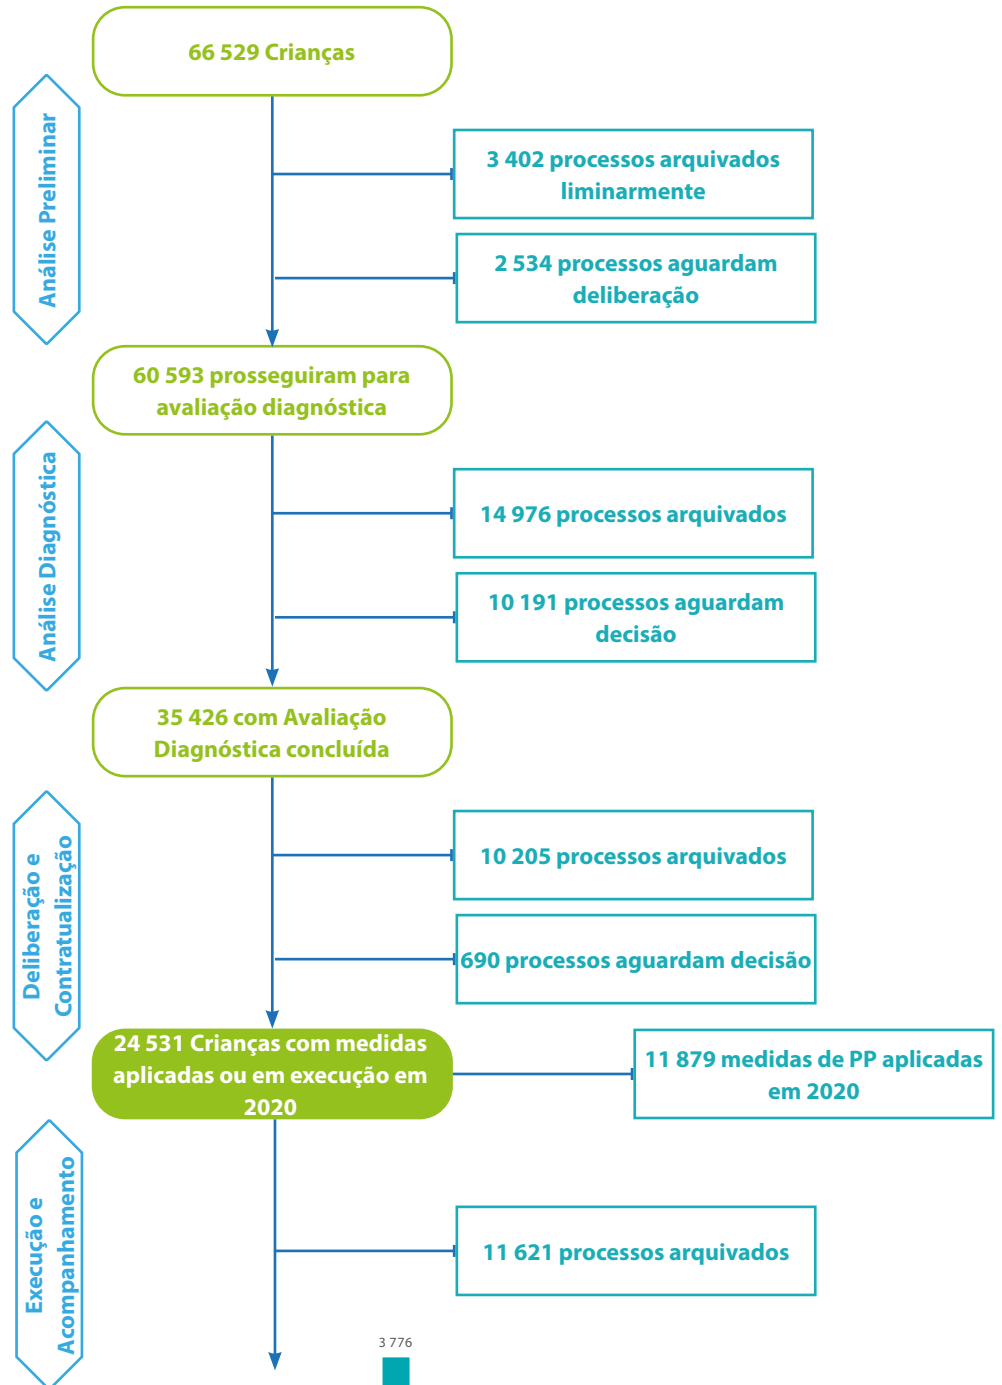 66 529 Crianças
Análise Preliminar
3 402 processos arquivados
liminarmente
2 534 processos aguardam
deliberação
60 593 prosseguiram para
avaliação diagnóstica
Análise Diagnóstica
14 976 processos arquivados
10 191 processos aguardam
decisão
35 426 com Avaliação
Diagnóstica concluída
Deliberação e
Contratualização
10 205 processos arquivados
690 processos aguardam decisão
24 531 Crianças com medidas
aplicadas ou em execução em
2020
11 879 medidas de PP aplicadas
em 2020
Execução e
Acompanhamento
11 621 processos arquivados
3 776